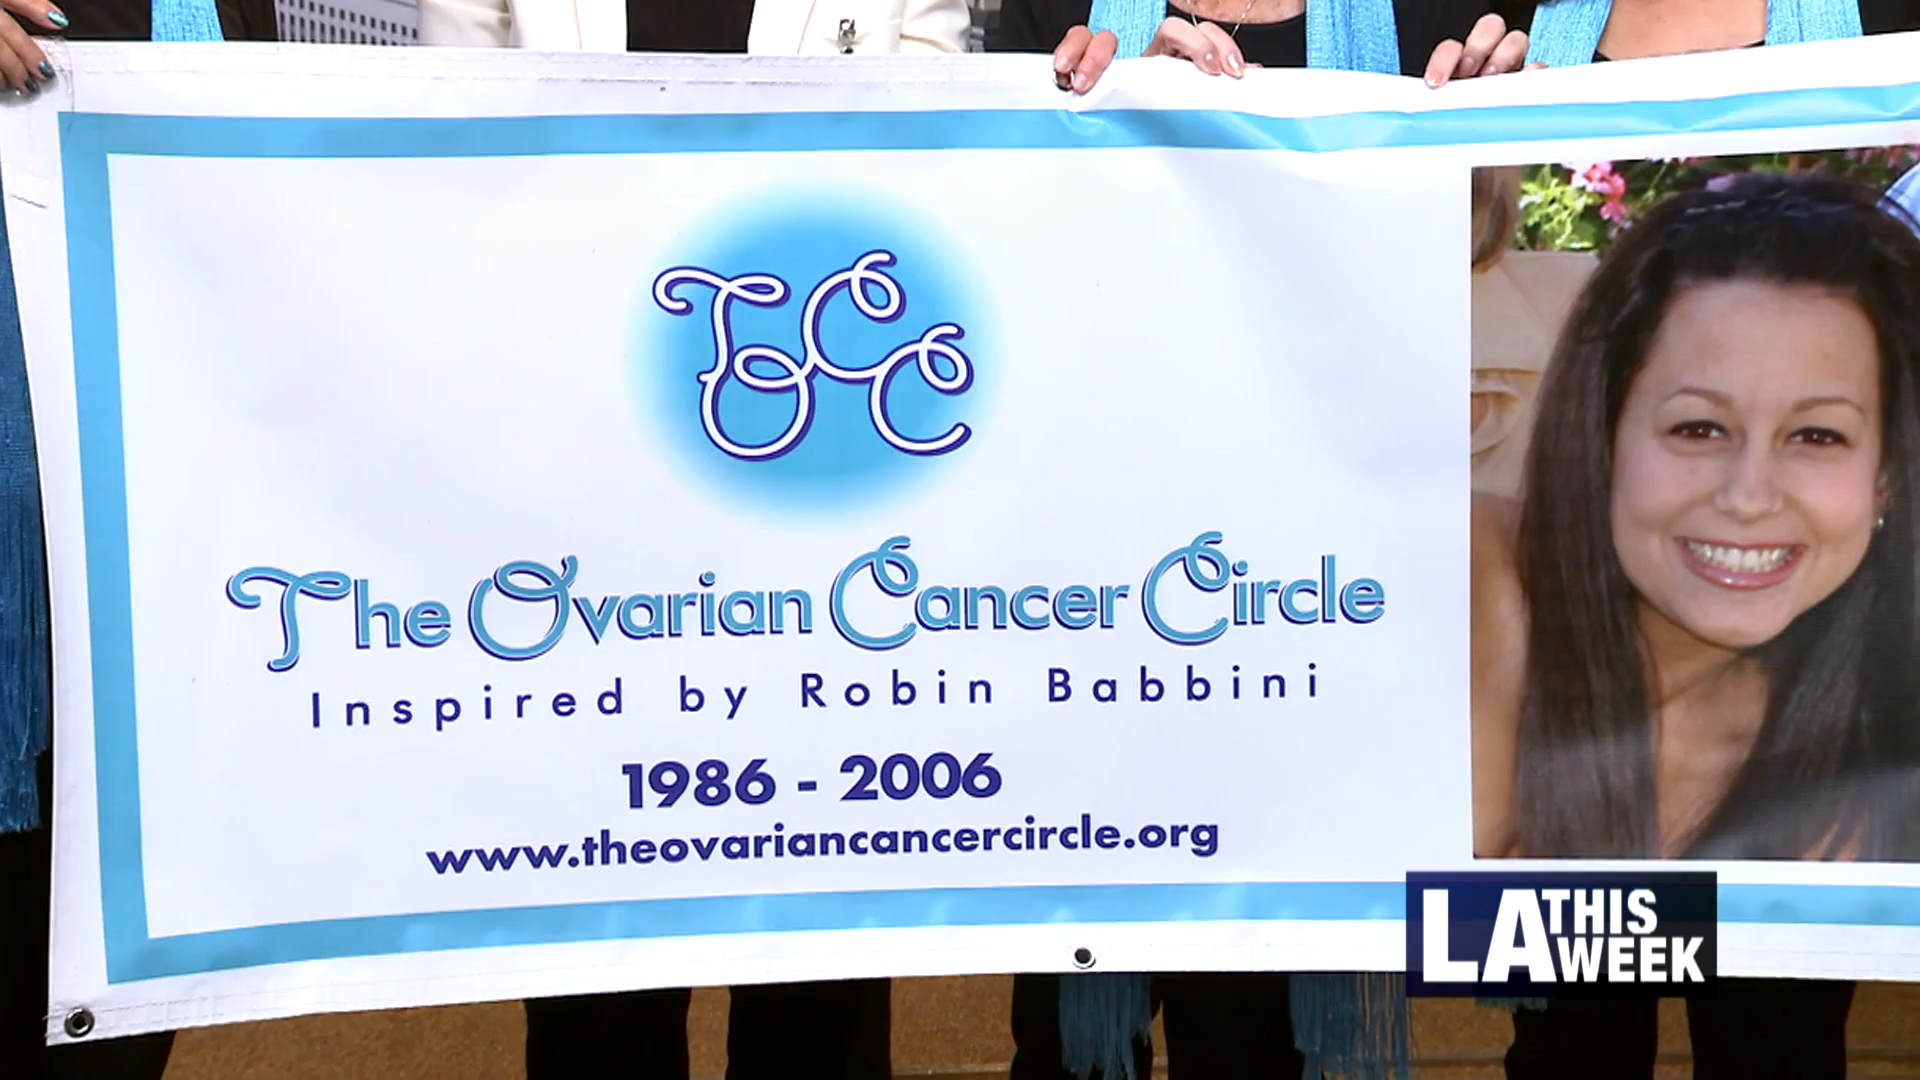 TOCC
The Ovarian Cancer Circle
Inspired by Robin Babbini
1986 - 2006
www.theovariancancercircle.org
LA THIS WEEK